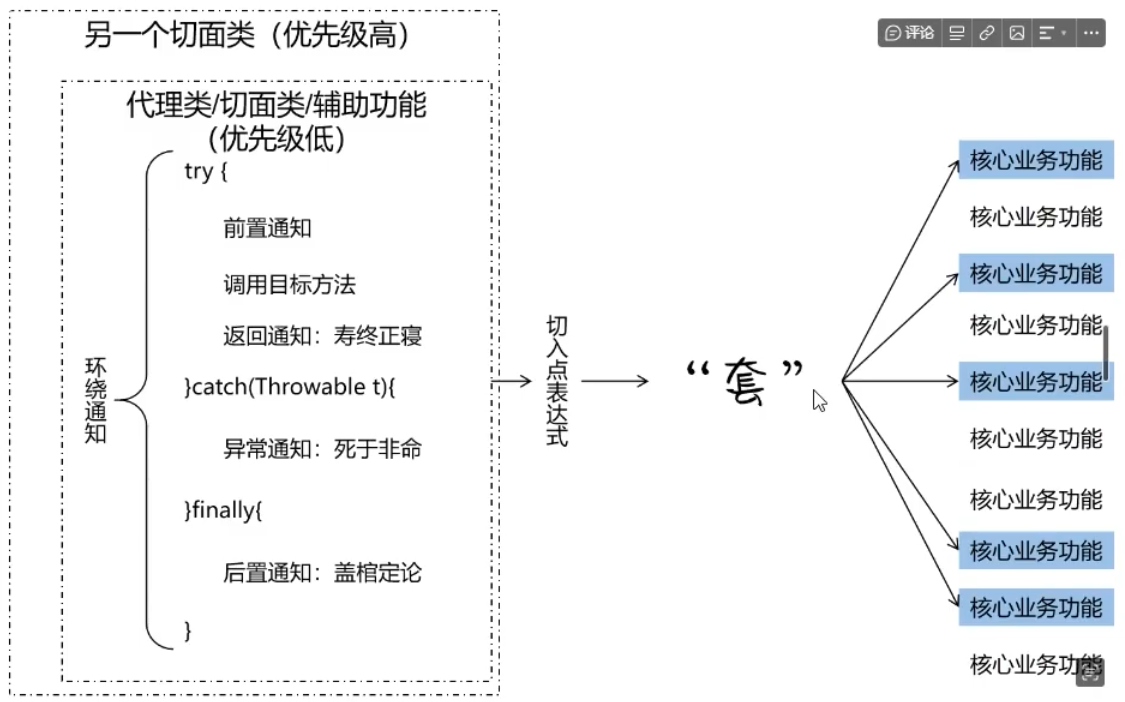 另一个切面类（优先级高）
评论
代理类/切面类/辅助功能
（优先级低）
try {
前置通知
调用目标方法
返回通知：寿终正寝
}catch(Throwable t){
异常通知：死于非命
}finally{
后置通知：盖棺定论
}
环绕通知
切入点表达式
“套”
核心业务功能
核心业务功能
核心业务功能
核心业务功能
核心业务功能
核心业务功能
核心业务功能
核心业务功能
核心业务功能
核心业务功能